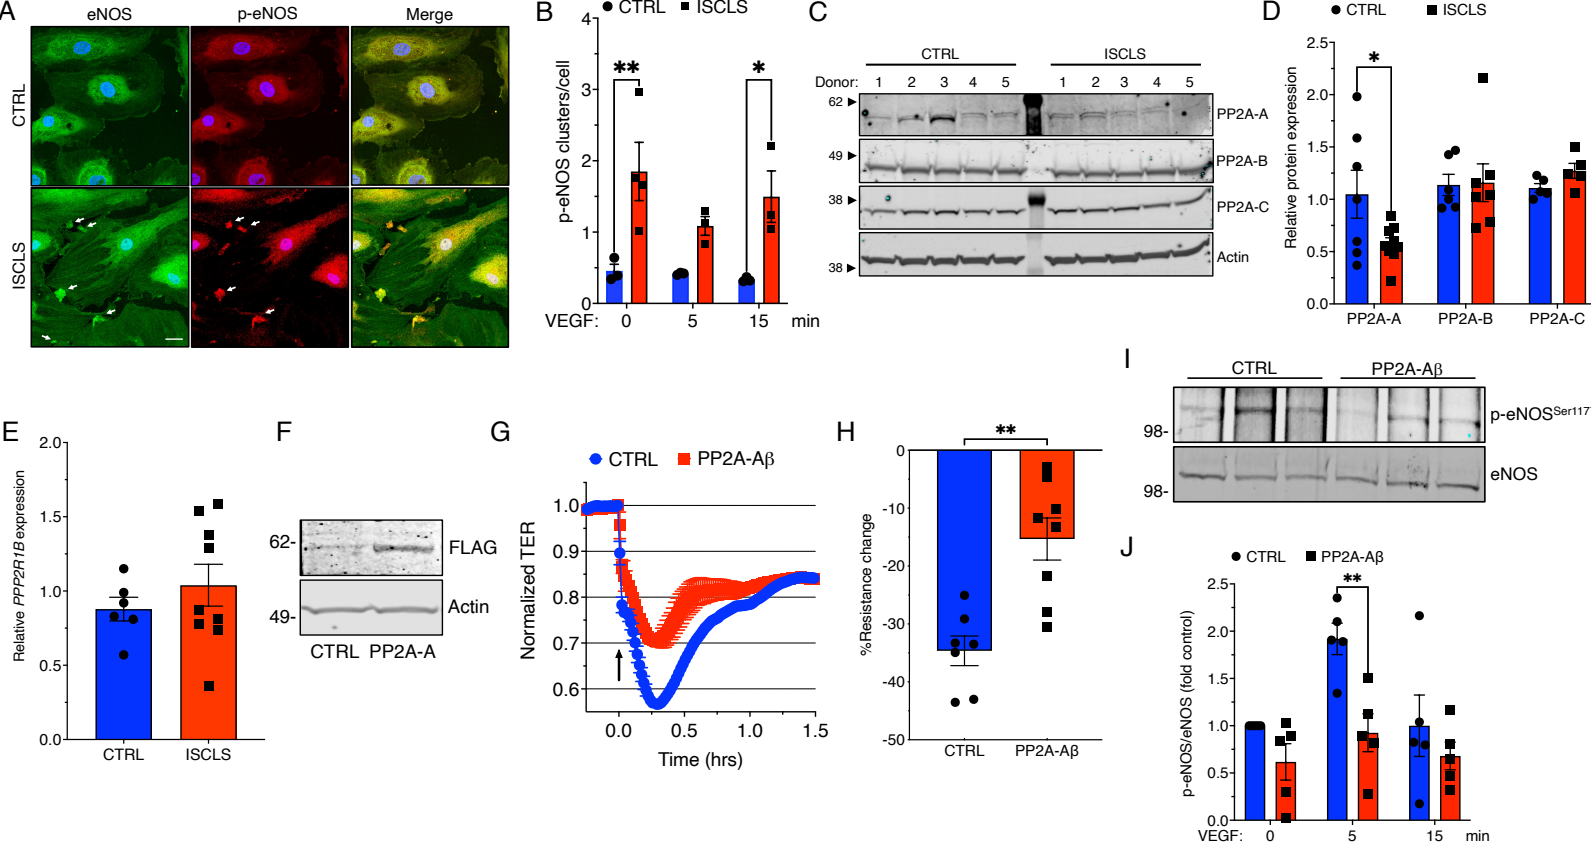 A
eNOS
p-eNOS
Merge
CTRL
ISCLS
B
CTRL
ISCLS
p-eNOS clusters/cell
4
3
2
1
0
**
*
VEGF: 0 5 15 min
C
CTRL
ISCLS
Donor: 1 2 3 4 5 1 2 3 4 5
62
PP2A-A
49
PP2A-B
38
PP2A-C
38
Actin
D
CTRL
ISCLS
Relative protein expression
2.5
2.0
1.5
1.0
0.5
0.0
*
PP2A-A PP2A-B PP2A-C
E
Relative PPP2R1B expression
2.0
1.5
1.0
0.5
0.0
CTRL ISCLS
F
62-
FLAG
49-
Actin
CTRL PP2A-A
G
CTRL
PP2A-Aβ
Normalized TER
1.0
0.9
0.8
0.7
0.6
0.0 0.5 1.0 1.5
Time (hrs)
H
**
%Resistance change
0
-10
-20
-30
-40
-50
CTRL PP2A-Aβ
I
CTRL
PP2A-Aβ
98-
p-eNOSSer117
98-
eNOS
J
CTRL
PP2A-Aβ
p-eNOS/eNOS (fold control)
2.5
2.0
1.5
1.0
0.5
0.0
**
VEGF: 0 5 15 min